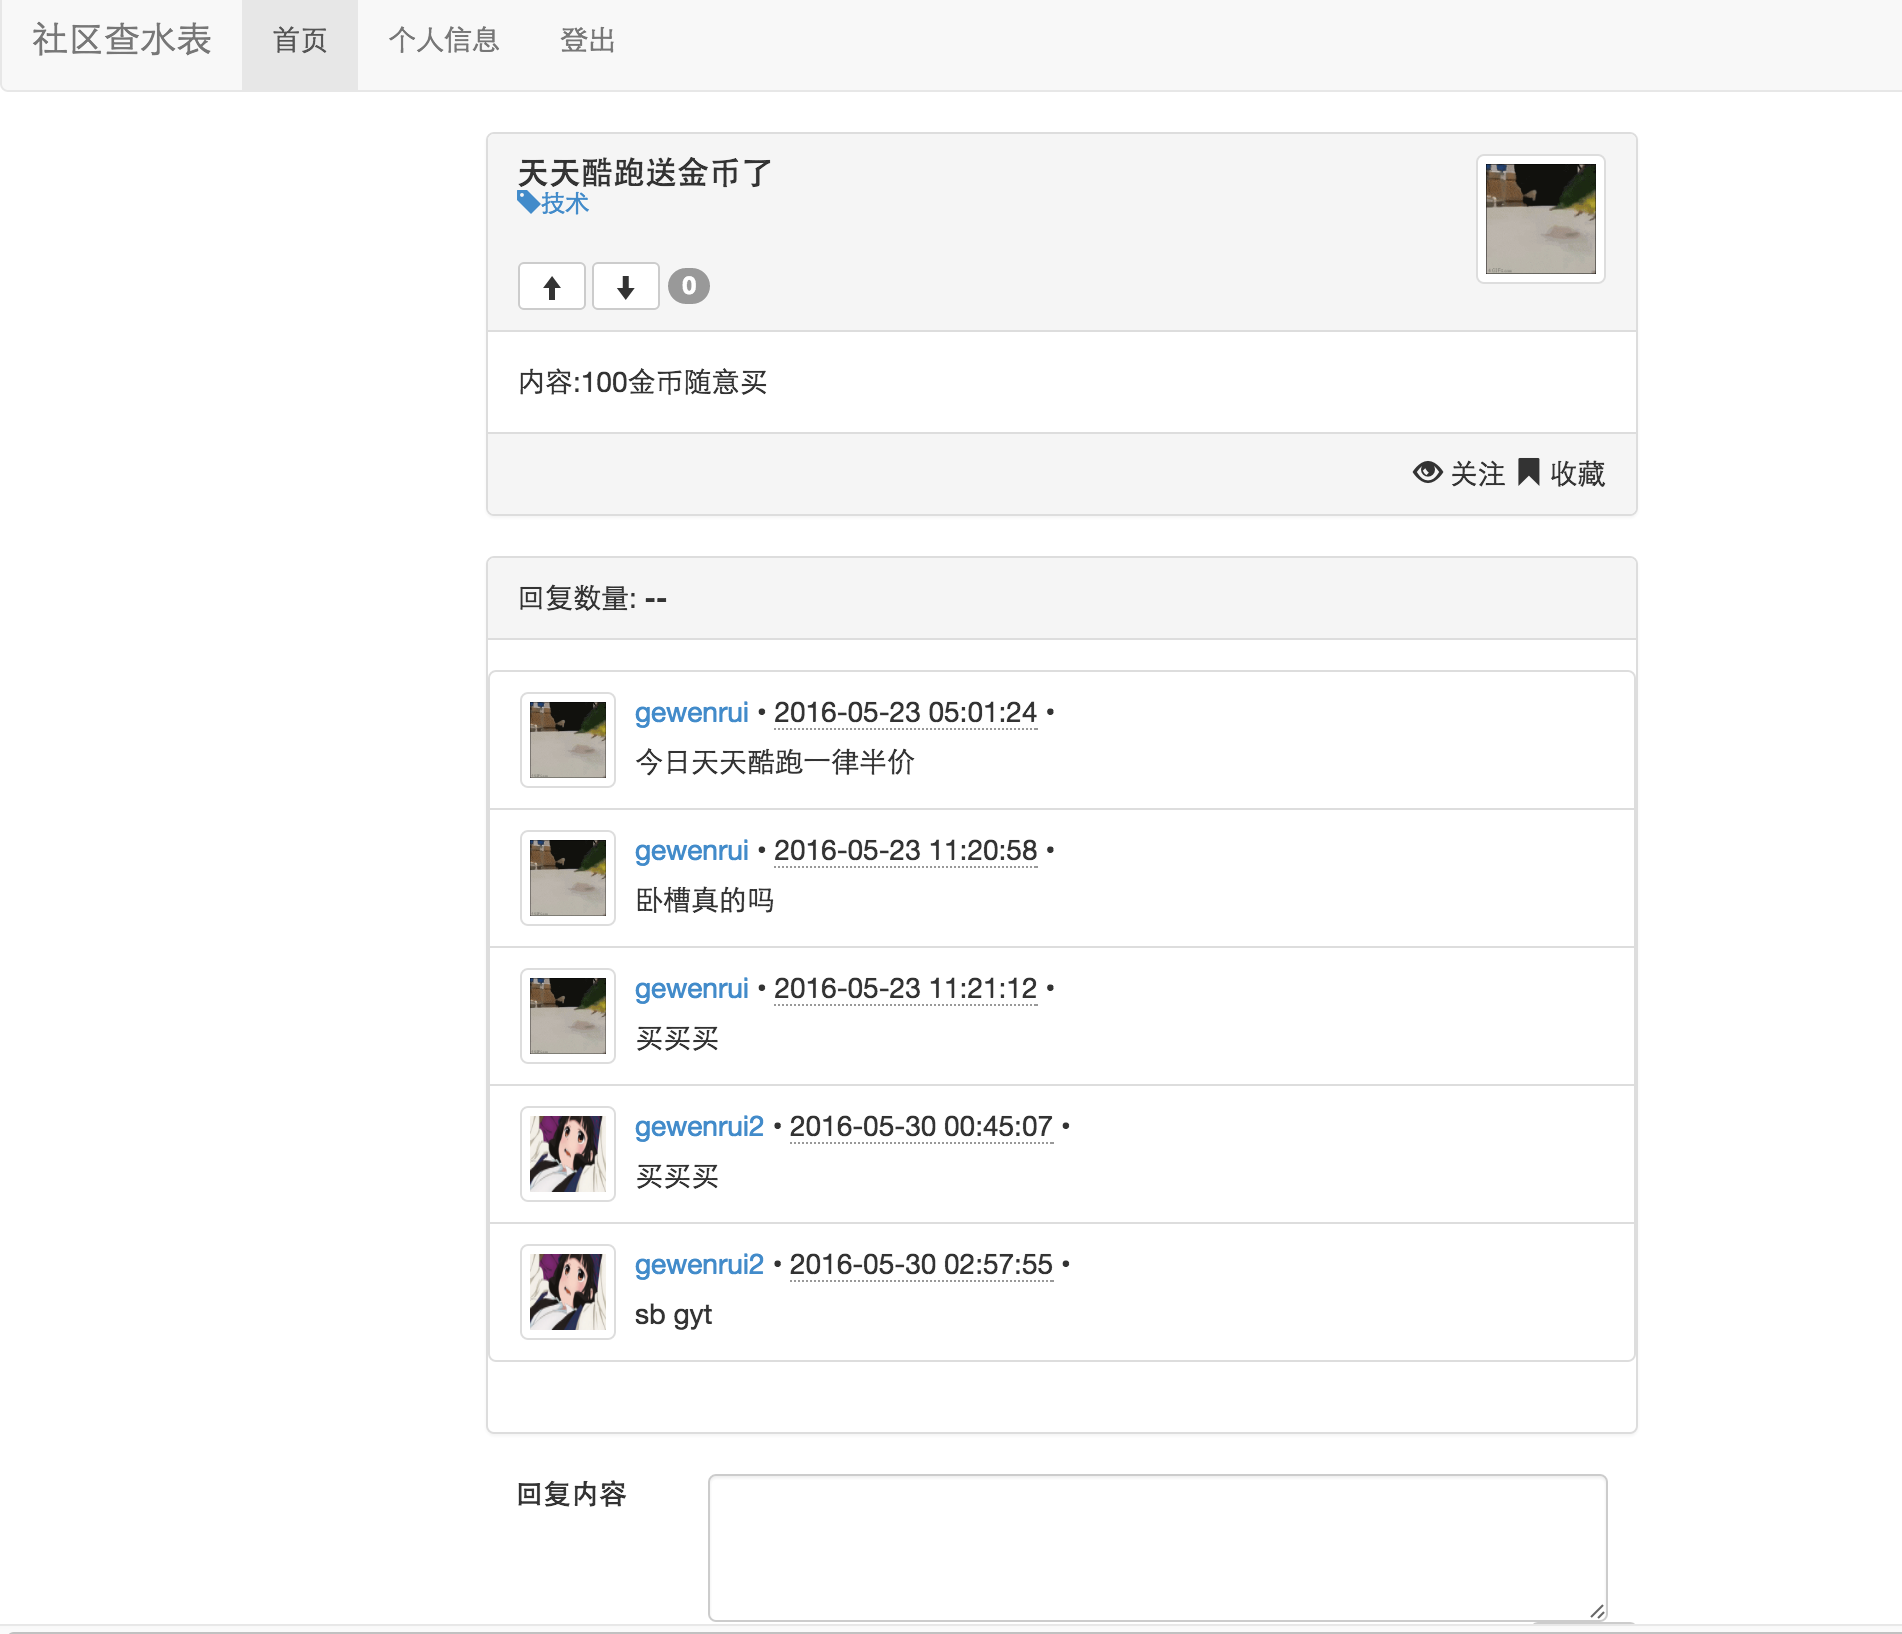 社区查水表 首页 个人信息 登出
天天酷跑送金币了
技术
0
内容:100金币随意买
关注 收藏
回复数量: --
gewenrui • 2016-05-23 05:01:24 •
今日天天酷跑一律半价
gewenrui • 2016-05-23 11:20:58 •
卧槽真的吗
gewenrui • 2016-05-23 11:21:12 •
买买买
gewenrui2 • 2016-05-30 00:45:07 •
买买买
gewenrui2 • 2016-05-30 02:57:55 •
sb gyt
回复内容